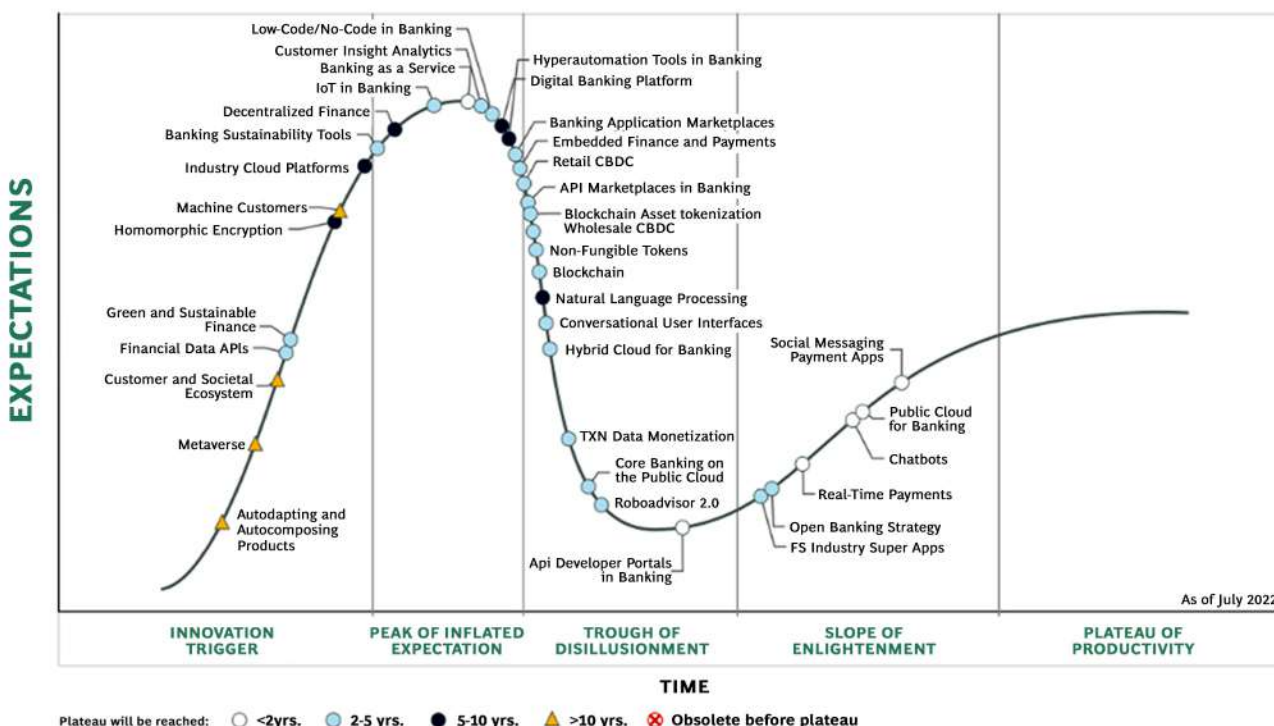 Low-Code/No-Code in Banking
Customer Insight Analytics
Banking as a Service
IoT in Banking
Decentralized Finance
Banking Sustainability Tools
Industry Cloud Platforms
Machine Customers
Homomorphic Encryption
Green and Sustainable
Finance
Financial Data APIs
Customer and Societal
Ecosystem
Metaverse
Autodapting and
Autocomposing
Products
Hyperautomation Tools in Banking
Digital Banking Platform
Banking Application Marketplaces
Embedded Finance and Payments
Retail CBDC
API Marketplaces in Banking
Blockchain Asset tokenization
Wholesale CBDC
Non-Fungible Tokens
Blockchain
Natural Language Processing
Conversational User Interfaces
Hybrid Cloud for Banking
TXN Data Monetization
Core Banking on
the Public Cloud
Roboadvisor 2.0
Api Developer Portals
in Banking
Social Messaging
Payment Apps
Public Cloud
for Banking
Chatbots
Real-Time Payments
Open Banking Strategy
FS Industry Super Apps
As of July 2022
EXPECTATIONS
INNOVATION
TRIGGER
PEAK OF INFLATED
EXPECTATION
TROUGH OF
DISILLUSIONMENT
SLOPE OF
ENLIGHTENMENT
PLATEAU OF
PRODUCTIVITY
TIME
Plateau will be reached: <2yrs. 2-5 yrs. 5-10 yrs. >10 yrs. Obsolete before plateau